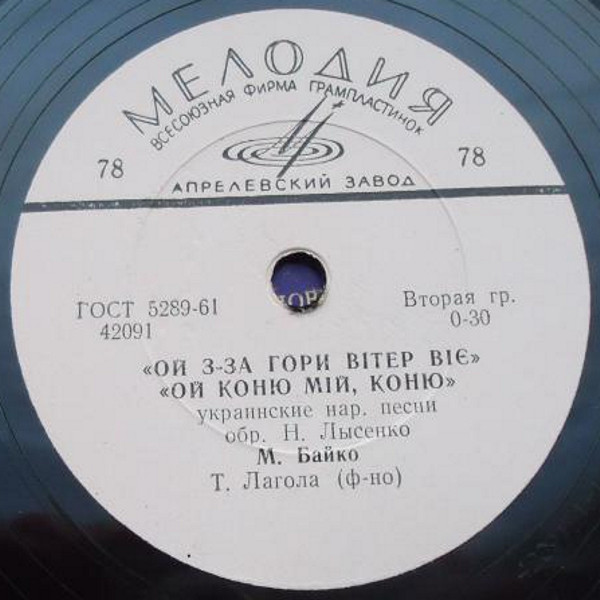 МЕЛОДИЯ
ВСЕСОЮЗНАЯ ФИРМА ГРАМПЛАСТИНОК
78 78
АПРЕЛЕВСКИЙ ЗАВОД
ГОСТ 5289-61 Вторая гр.
42091 0-30
«ОЙ З-ЗА ГОРИ ВІТЕР ВІЄ»
«ОЙ КОНЮ МІЙ, КОНЮ»
украинские нар. песни
обр. Н. Лысенко
М. Байко
Т. Лагола (ф-но)